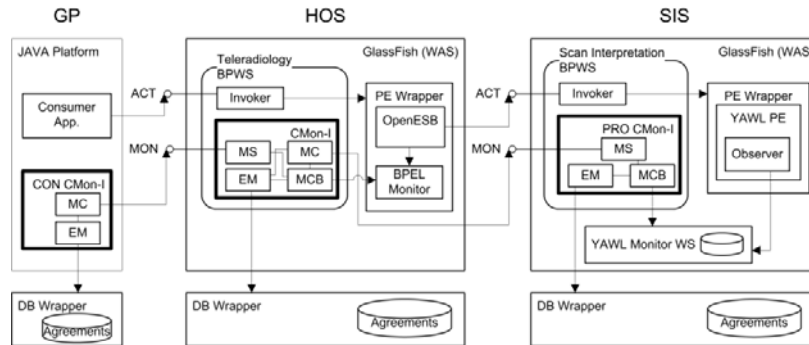 GP
HOS
SIS
JAVA Platform
GlassFish (WAS)
GlassFish (WAS
Teleradiology
BPWS
Scan Interpretation
BPWS
Consumer
App.
ACT
Invoker
PE Wrapper
OpenESB
ACT
Invoker
PE Wrapper
YAWL PE
Observer
MON
CMon-I
MS
MC
EM
MCB
BPEL
Monitor
MON
PRO CMon-I
MS
EM
MCB
CON CMon-I
MC
EM
YAWL Monitor WS
DB Wrapper
Agreements
DB Wrapper
Agreements
DB Wrapper
Agreements